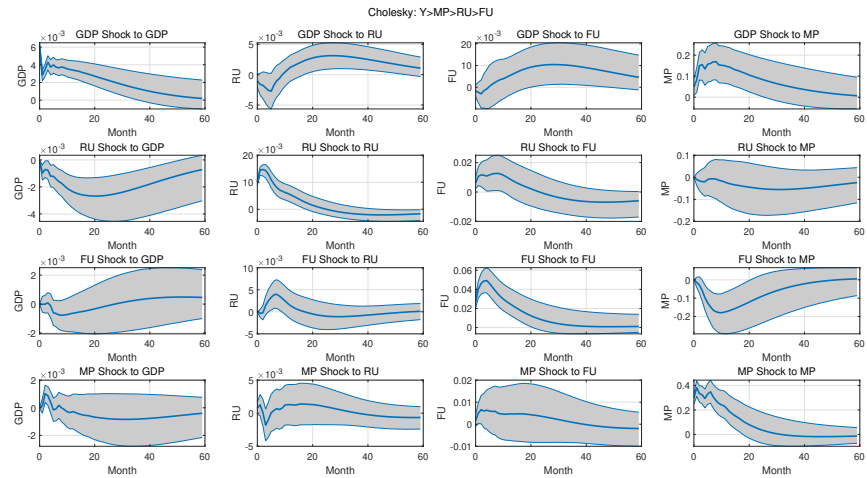 Cholesky: Y>MP>RU>FU
GDP Shock to GDP
×10⁻³
6
4
2
0
GDP
0 20 40 60
Month
GDP Shock to RU
×10⁻³
5
0
-5
RU
0 20 40 60
Month
GDP Shock to FU
×10⁻³
20
10
0
FU
0 20 40 60
Month
GDP Shock to MP
0.2
0.1
0
MP
0 20 40 60
Month
RU Shock to GDP
×10⁻³
0
-2
-4
GDP
0 20 40 60
Month
RU Shock to RU
×10⁻³
20
10
0
RU
0 20 40 60
Month
RU Shock to FU
0.02
0
-0.02
FU
0 20 40 60
Month
RU Shock to MP
0.1
0
-0.1
-0.2
MP
0 20 40 60
Month
FU Shock to GDP
×10⁻³
2
0
-2
GDP
0 20 40 60
Month
FU Shock to RU
×10⁻³
10
5
0
-5
RU
0 20 40 60
Month
FU Shock to FU
0.06
0.04
0.02
0
FU
0 20 40 60
Month
FU Shock to MP
0
-0.2
MP
0 20 40 60
Month
MP Shock to GDP
×10⁻³
2
0
-2
GDP
0 20 40 60
Month
MP Shock to RU
×10⁻³
5
0
-5
RU
0 20 40 60
Month
MP Shock to FU
0.02
0.01
0
-0.01
FU
0 20 40 60
Month
MP Shock to MP
0.4
0.2
0
MP
0 20 40 60
Month